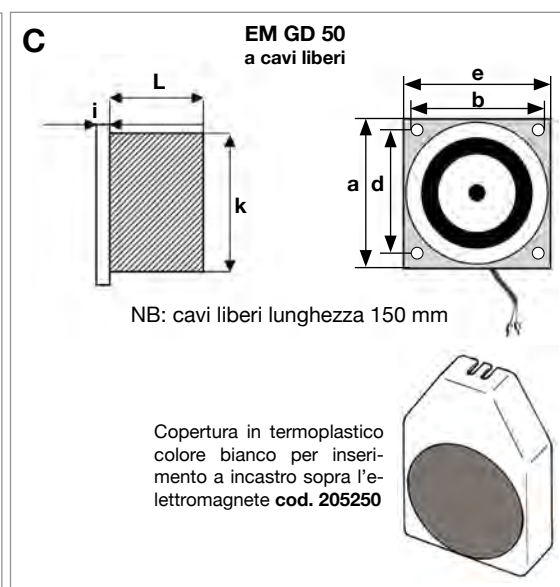 C
EM GD 50
a cavi liberi
L
i
k
e
b
a
d
NB: cavi liberi lunghezza 150 mm
Copertura in termoplastico
colore bianco per inseri-
mento a incastro sopra l'e-
lettromagnete cod. 205250